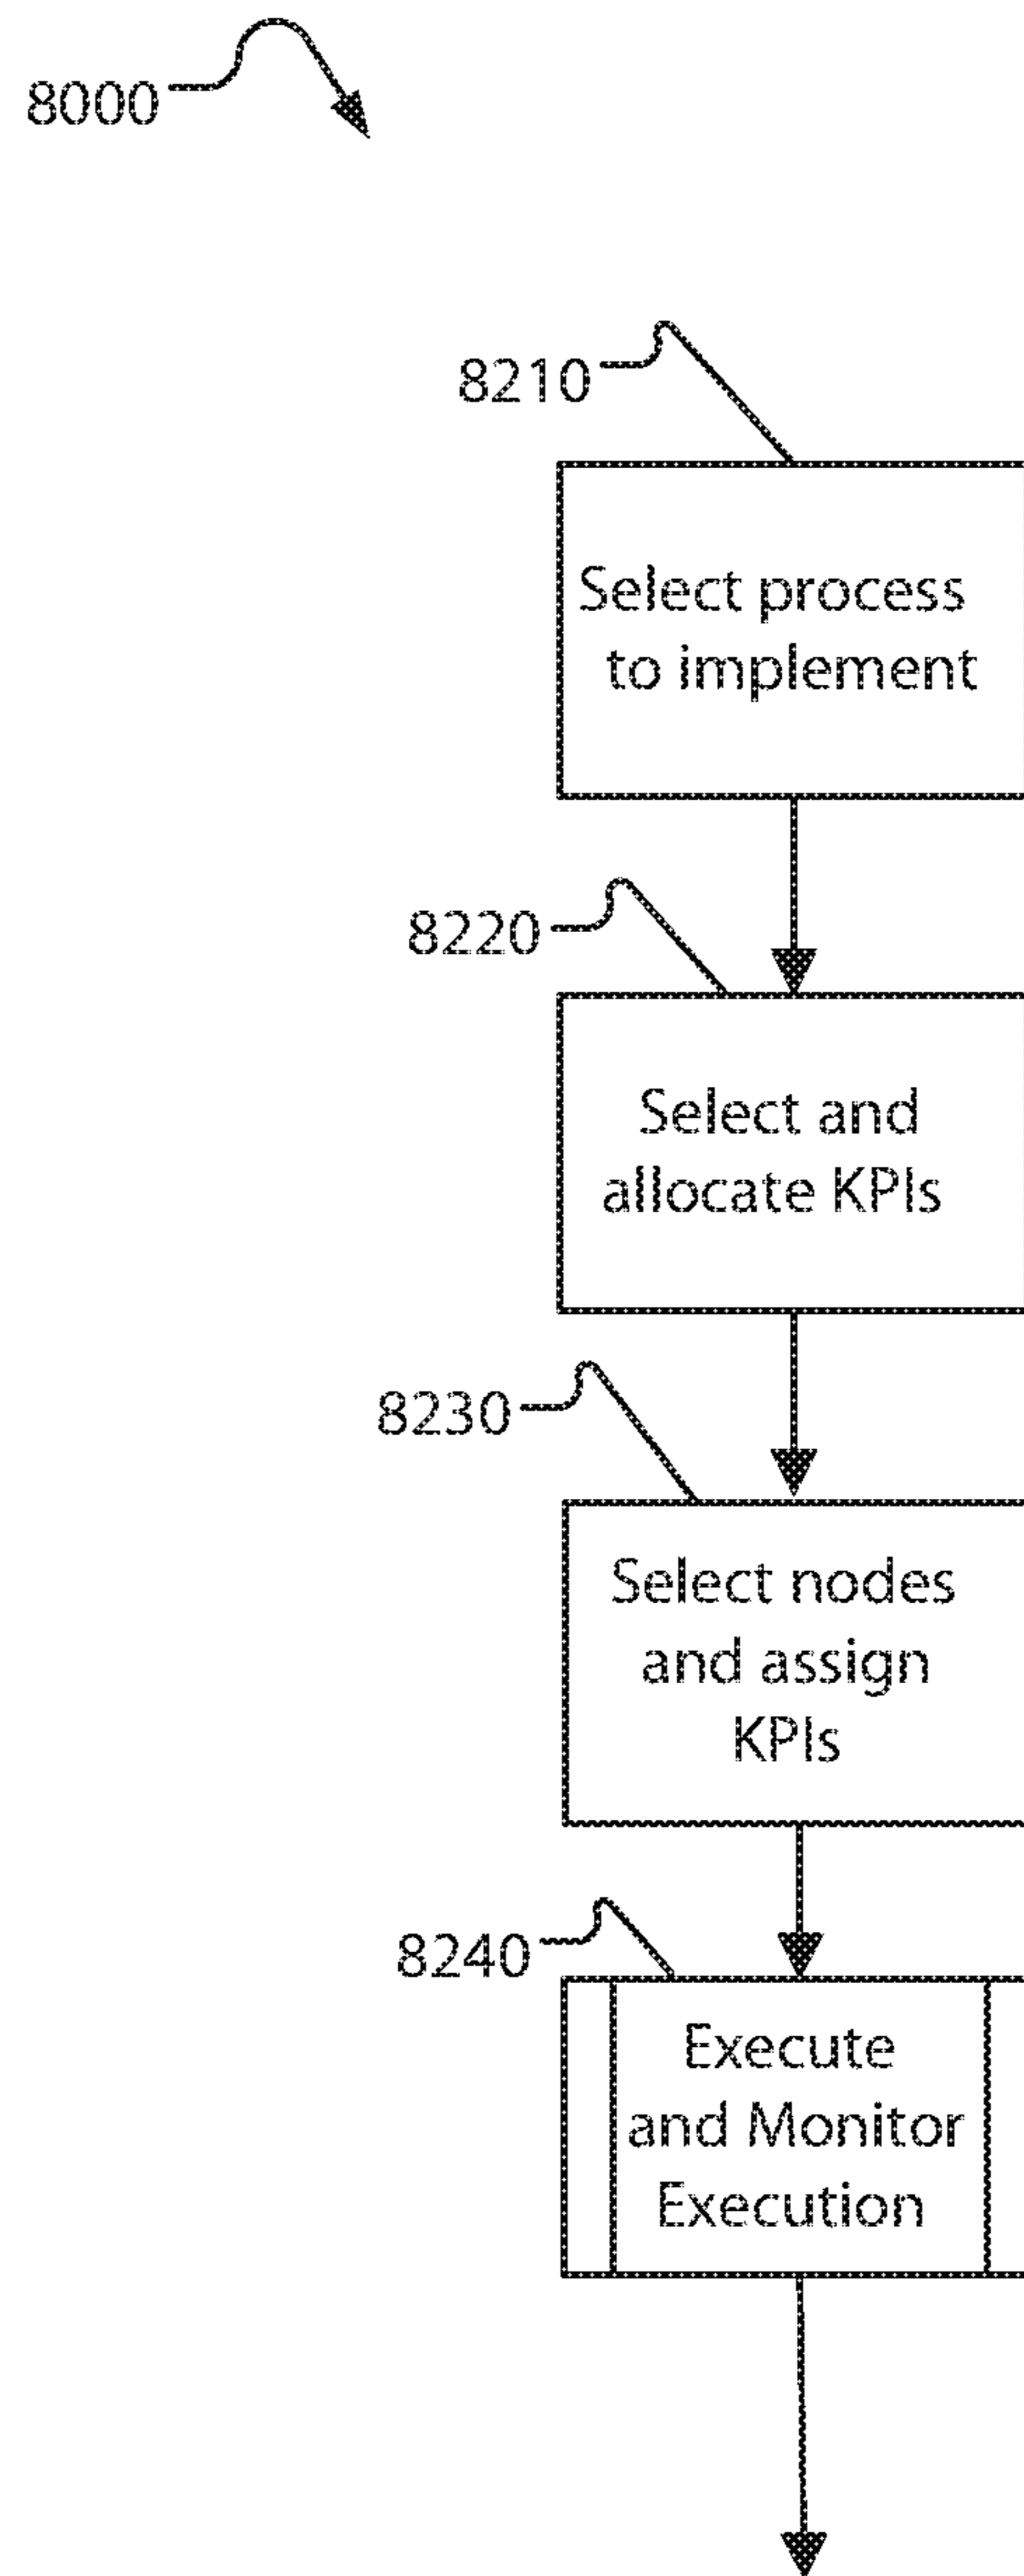 8000
8210
Select process
to implement
8220
Select and
allocate KPIs
8230
Select nodes
and assign
KPIs
8240
Execute
and Monitor
Execution